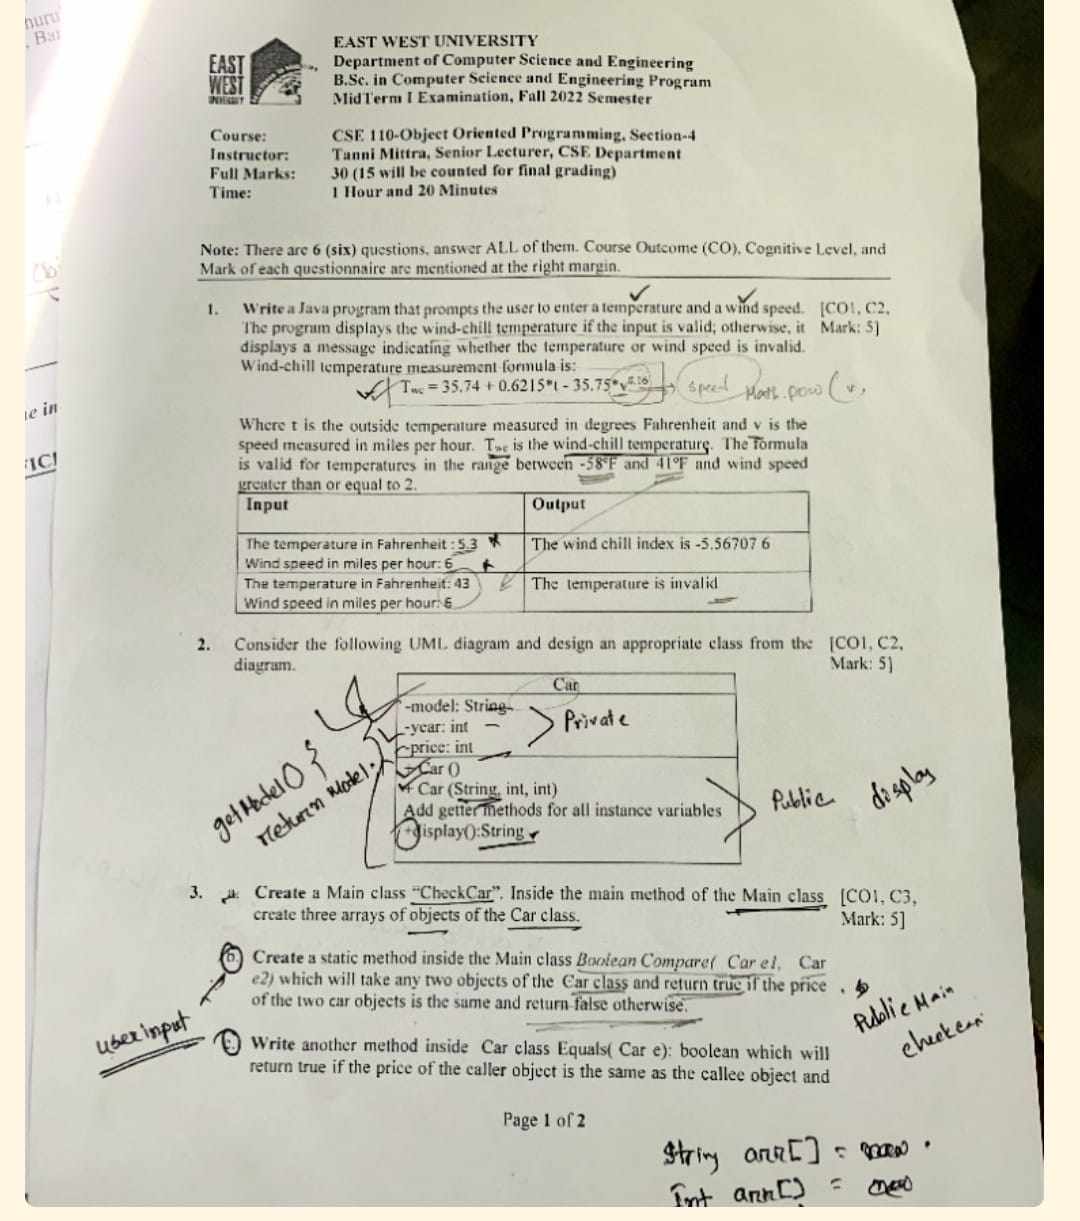 huru
, Ba
EAST
WEST
UNIVERSITY
EAST WEST UNIVERSITY
Department of Computer Science and Engineering
B.Sc. in Computer Science and Engineering Program
MidTerm I Examination, Fall 2022 Semester
Course: CSE 110-Object Oriented Programming, Section-4
Instructor: Tanni Mittra, Senior Lecturer, CSE Department
Full Marks: 30 (15 will be counted for final grading)
Time: 1 Hour and 20 Minutes
Note: There are 6 (six) questions, answer ALL of them. Course Outcome (CO), Cognitive Level, and
Mark of each questionnaire are mentioned at the right margin.
1. Write a Java program that prompts the user to enter a temperature and a wind speed. [CO1, C2,
The program displays the wind-chill temperature if the input is valid; otherwise, it Mark: 5]
displays a message indicating whether the temperature or wind speed is invalid.
Wind-chill temperature measurement formula is:
Twc = 35.74 + 0.6215*t - 35.75*v0.16 speed Math.pow(v,
e in
Where t is the outside temperature measured in degrees Fahrenheit and v is the
speed measured in miles per hour. Twc is the wind-chill temperature. The formula
is valid for temperatures in the range between -58°F and 41°F and wind speed
greater than or equal to 2.
Input Output
The temperature in Fahrenheit : 5.3 The wind chill index is -5.56707 6
Wind speed in miles per hour: 6
The temperature in Fahrenheit: 43 The temperature is invalid
Wind speed in miles per hour: 6
2. Consider the following UML diagram and design an appropriate class from the [CO1, C2,
diagram. Mark: 5]
Car
-model: String
-year: int
-price: int
Private
+ Car ()
+ Car (String, int, int)
Add getter methods for all instance variables
+display():String
Public display
getModel() {
return Model;
3. a. Create a Main class “CheckCar”. Inside the main method of the Main class [CO1, C3,
create three arrays of objects of the Car class. Mark: 5]
b. Create a static method inside the Main class Boolean Compare( Car e1, Car
e2) which will take any two objects of the Car class and return true if the price
of the two car objects is the same and return false otherwise.
Public Main
checkcar
user input
c. Write another method inside Car class Equals( Car e): boolean which will
return true if the price of the caller object is the same as the callee object and
Page 1 of 2
String arr[] = new
Int arr[] = new